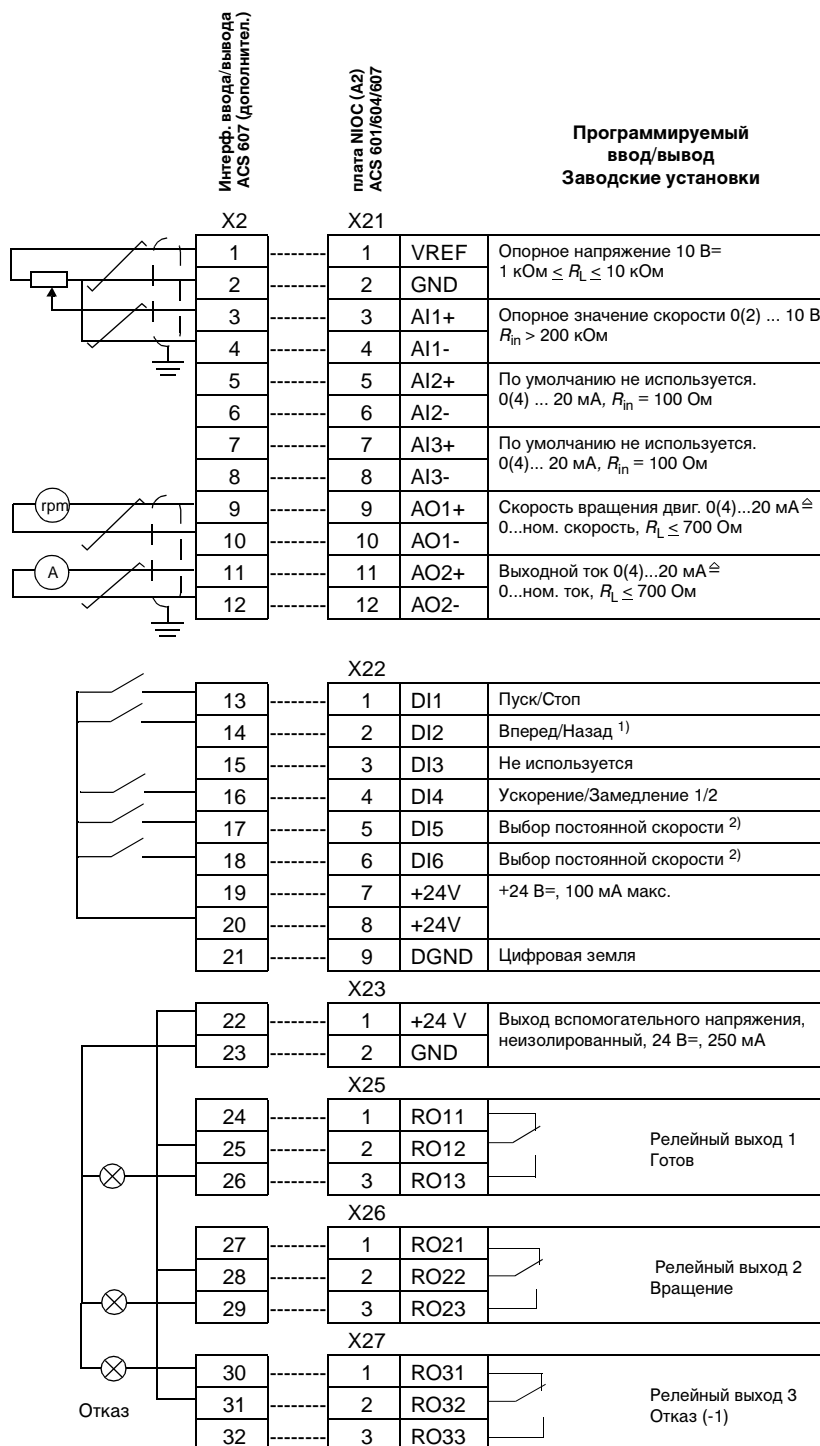 Интерф. ввода/вывода
ACS 607 (дополнител.)
плата NIOC (A2)
ACS 601/604/607
Программируемый
ввод/вывод
Заводские установки
X2 X21
1 1 VREF Опорное напряжение 10 В=
1 кОм ≤ RL ≤ 10 кОм
2 2 GND
3 3 AI1+ Опорное значение скорости 0(2) ... 10 В
Rin > 200 кОм
4 4 AI1-
5 5 AI2+ По умолчанию не используется.
0(4) ... 20 мА, Rin = 100 Ом
6 6 AI2-
7 7 AI3+ По умолчанию не используется.
0(4)... 20 мА, Rin = 100 Ом
8 8 AI3-
rpm 9 9 AO1+ Скорость вращения двиг. 0(4)...20 мА ≙
0...ном. скорость, RL ≤ 700 Ом
10 10 AO1-
A 11 11 AO2+ Выходной ток 0(4)...20 мА ≙
0...ном. ток, RL ≤ 700 Ом
12 12 AO2-
X22
13 1 DI1 Пуск/Стоп
14 2 DI2 Вперед/Назад 1)
15 3 DI3 Не используется
16 4 DI4 Ускорение/Замедление 1/2
17 5 DI5 Выбор постоянной скорости 2)
18 6 DI6 Выбор постоянной скорости 2)
19 7 +24V +24 В=, 100 мА макс.
20 8 +24V
21 9 DGND Цифровая земля
X23
22 1 +24 V Выход вспомогательного напряжения,
неизолированный, 24 В=, 250 мА
23 2 GND
X25
24 1 RO11
25 2 RO12 Релейный выход 1
Готов
26 3 RO13
X26
27 1 RO21
28 2 RO22 Релейный выход 2
Вращение
29 3 RO23
X27
30 1 RO31
Отказ 31 2 RO32 Релейный выход 3
Отказ (-1)
32 3 RO33